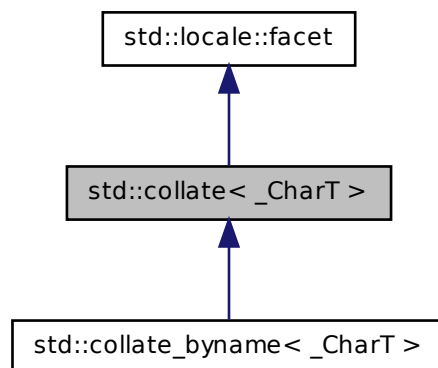 std::locale::facet
std::collate< _CharT >
std::collate_byname< _CharT >